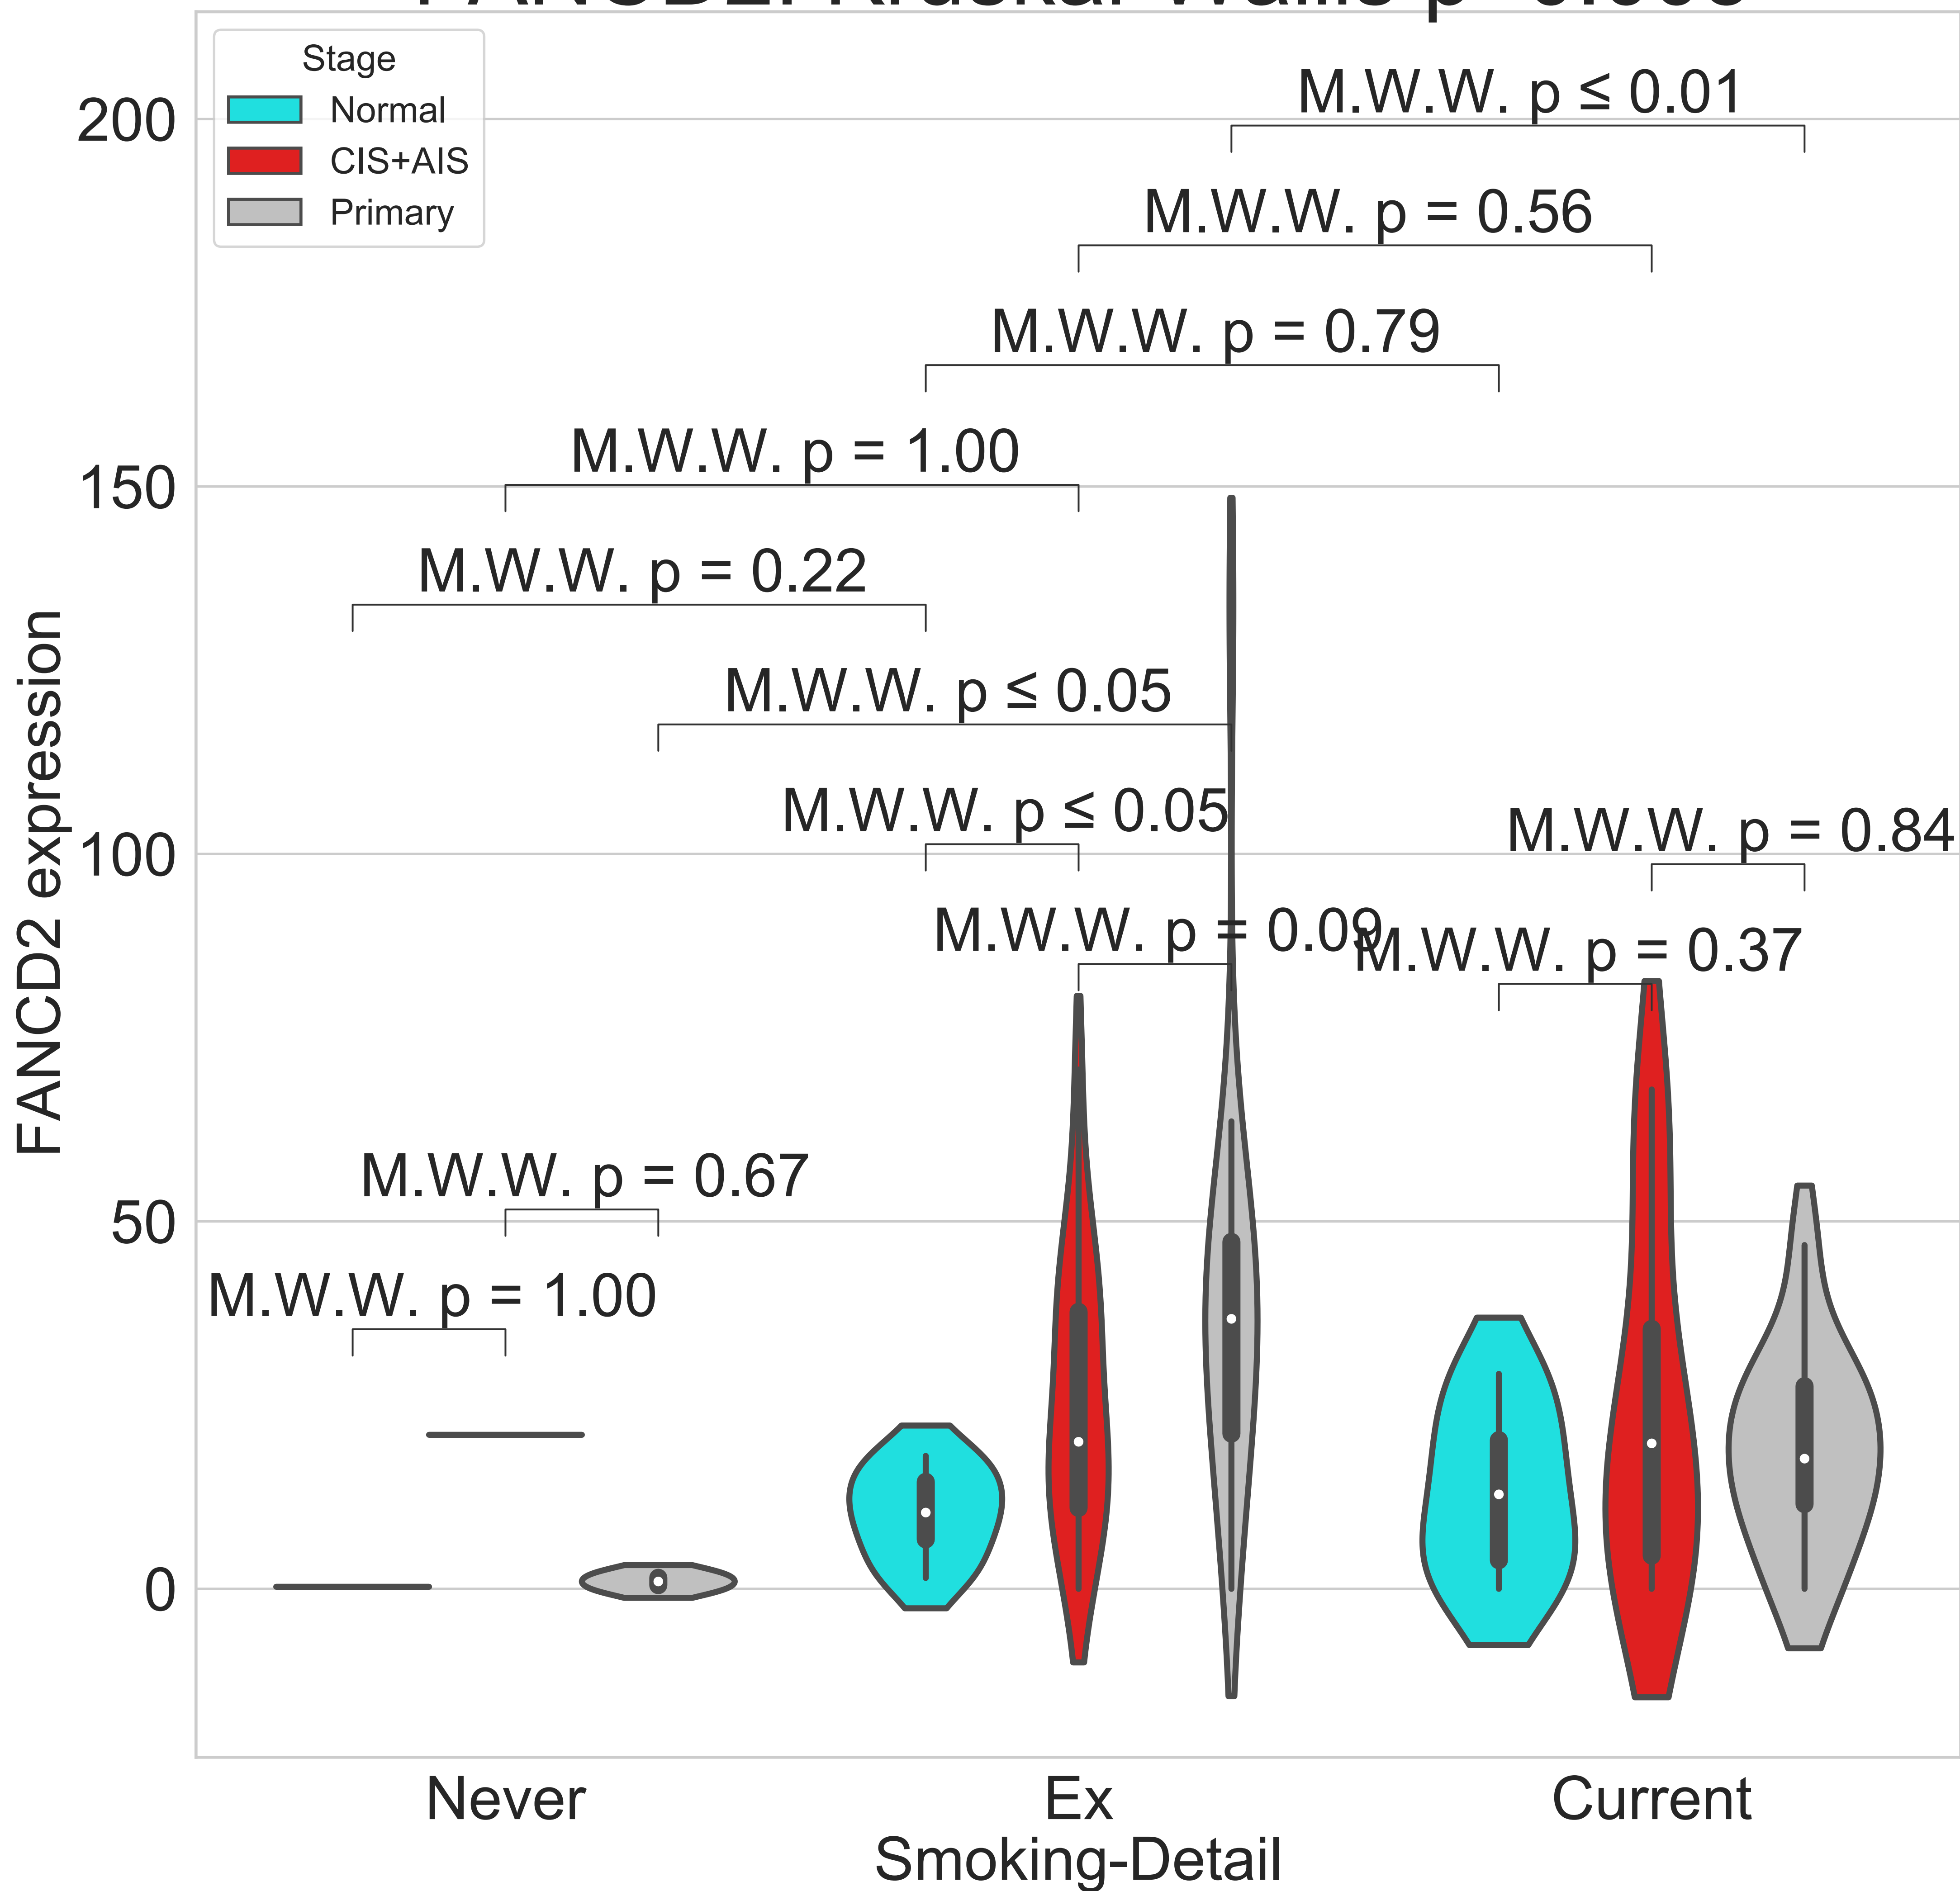 Stage
Normal
CIS+AIS
Primary
M.W.W. p ≤ 0.01
M.W.W. p = 0.56
M.W.W. p = 0.79
M.W.W. p = 1.00
M.W.W. p = 0.22
M.W.W. p ≤ 0.05
M.W.W. p ≤ 0.05
M.W.W. p = 0.84
M.W.W. p = 0.09
M.W.W. p = 0.37
M.W.W. p = 0.67
M.W.W. p = 1.00
200
150
100
50
0
FANCD2 expression
Never
Ex
Current
Smoking-Detail